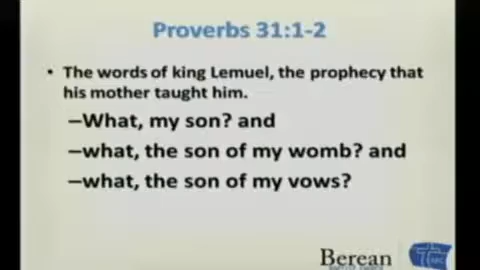 Proverbs 31:1-2
• The words of king Lemuel, the prophecy that
his mother taught him.
–What, my son? and
–what, the son of my womb? and
–what, the son of my vows?
Berean